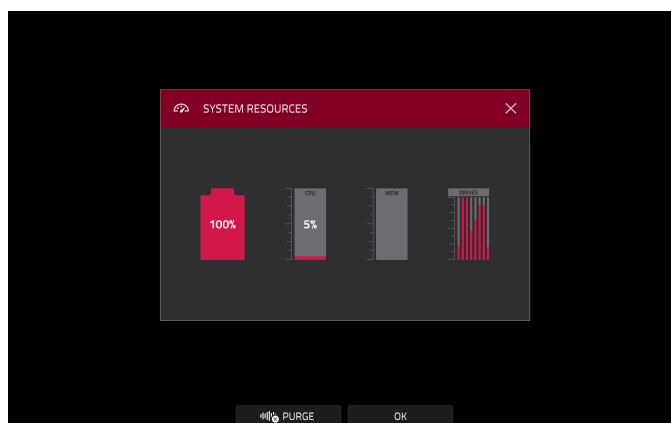 SYSTEM RESOURCES
CPU
MEM
DRIVES
100%
5%
PURGE
OK